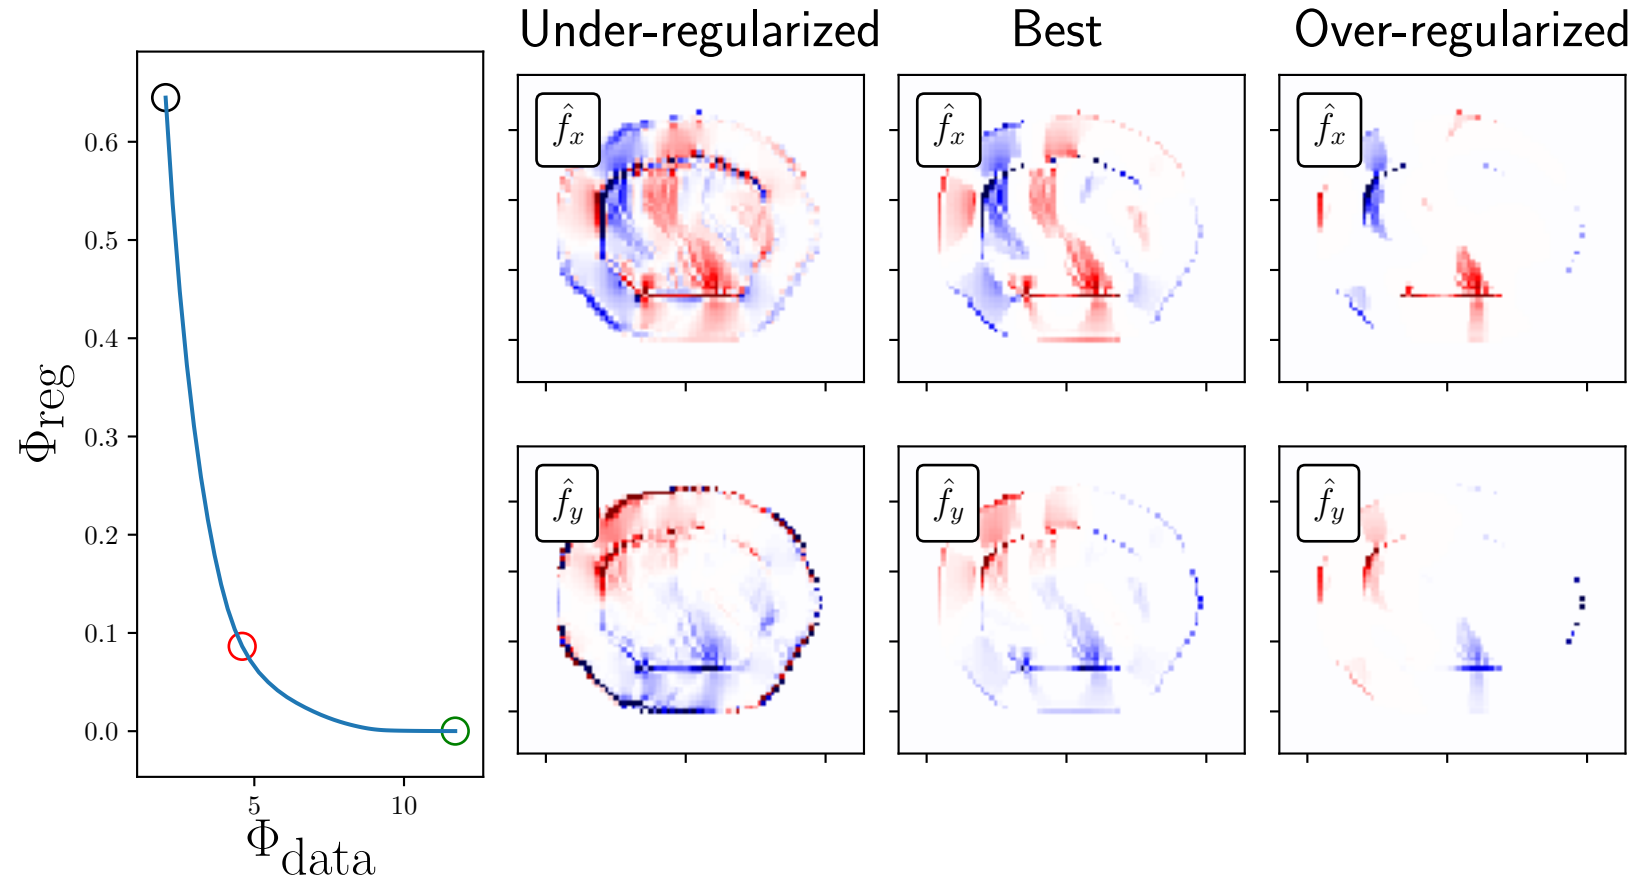 Under-regularized
Best
Over-regularized
0.6
0.5
0.4
0.3
0.2
0.1
0.0
Φreg
5
10
Φdata
f̂x
f̂x
f̂x
f̂y
f̂y
f̂y